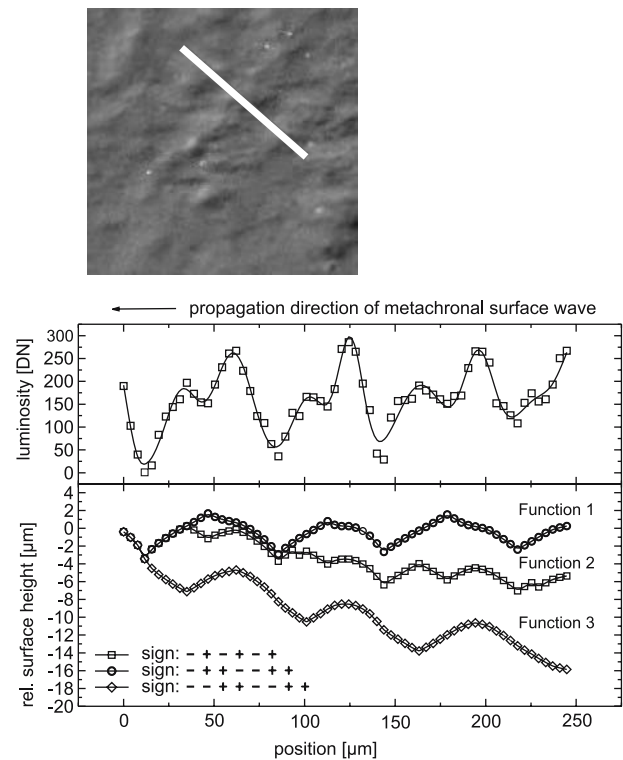 propagation direction of metachronal surface wave
luminosity [DN]
300
250
200
150
100
50
0
rel. surface height [µm]
4
2
0
-2
-4
-6
-8
-10
-12
-14
-16
-18
-20
Function 1
Function 2
Function 3
sign: - + - + - +
sign: - + - - + +
sign: - - + + - - +
0
50
100
150
200
250
position [µm]